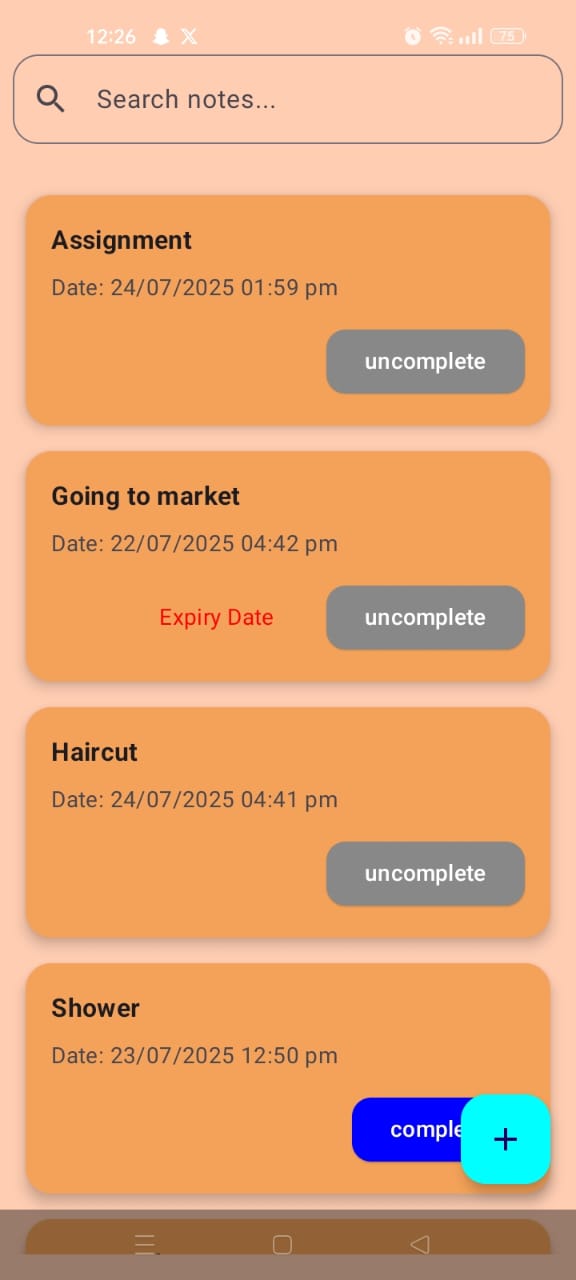 12:26
75
Search notes...
Assignment
Date: 24/07/2025 01:59 pm
uncomplete
Going to market
Date: 22/07/2025 04:42 pm
Expiry Date
uncomplete
Haircut
Date: 24/07/2025 04:41 pm
uncomplete
Shower
Date: 23/07/2025 12:50 pm
comple
+